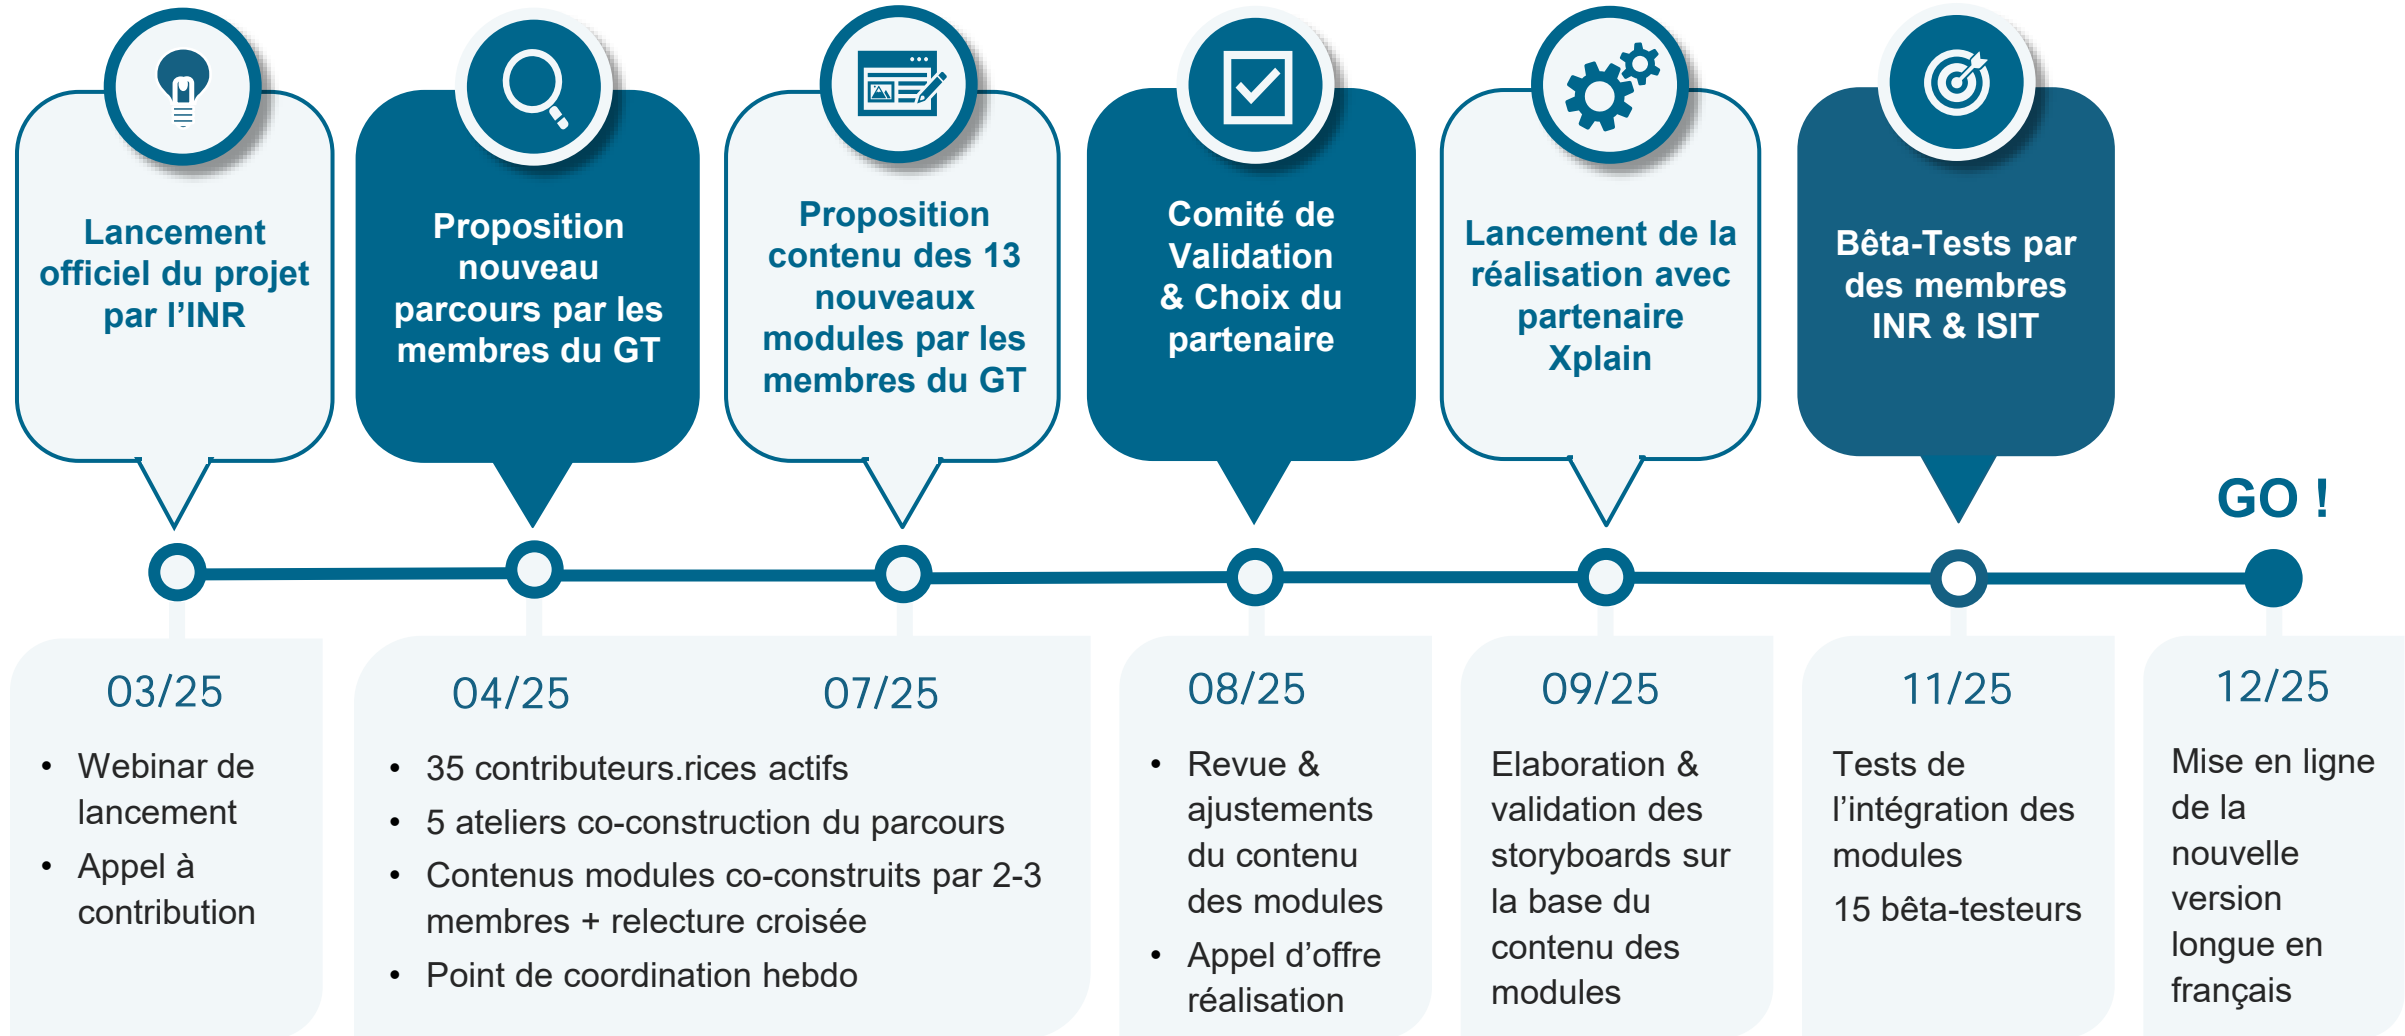 Lancement
officiel du projet
par l’INR
Proposition
nouveau
parcours par les
membres du GT
Proposition
contenu des 13
nouveaux
modules par les
membres du GT
Comité de
Validation
& Choix du
partenaire
Lancement de la
réalisation avec
partenaire
Xplain
Bêta-Tests par
des membres
INR & ISIT
GO !
03/25
• Webinar de
lancement
• Appel à
contribution
04/25
07/25
• 35 contributeurs.rices actifs
• 5 ateliers co-construction du parcours
• Contenus modules co-construits par 2-3
membres + relecture croisée
• Point de coordination hebdo
08/25
• Revue &
ajustements
du contenu
des modules
• Appel d’offre
réalisation
09/25
Elaboration &
validation des
storyboards sur
la base du
contenu des
modules
11/25
Tests de
l’intégration des
modules
15 bêta-testeurs
12/25
Mise en ligne
de la
nouvelle
version
longue en
français